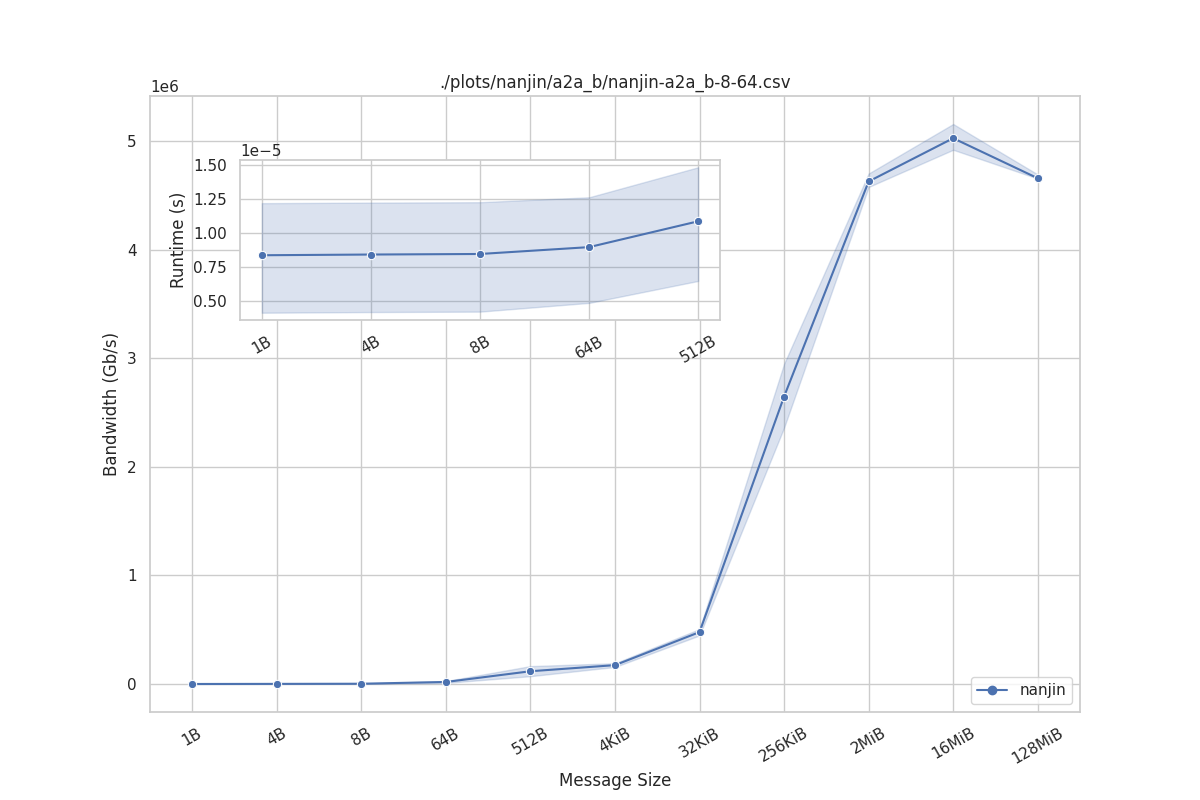 ./plots/nanjin/a2a_b/nanjin-a2a_b-8-64.csv
1e6
5
4
3
2
1
0
Bandwidth (Gb/s)
1e−5
1.50
1.25
1.00
0.75
0.50
Runtime (s)
1B
4B
8B
64B
512B
nanjin
1B
4B
8B
64B
512B
4KiB
32KiB
256KiB
2MiB
16MiB
128MiB
Message Size